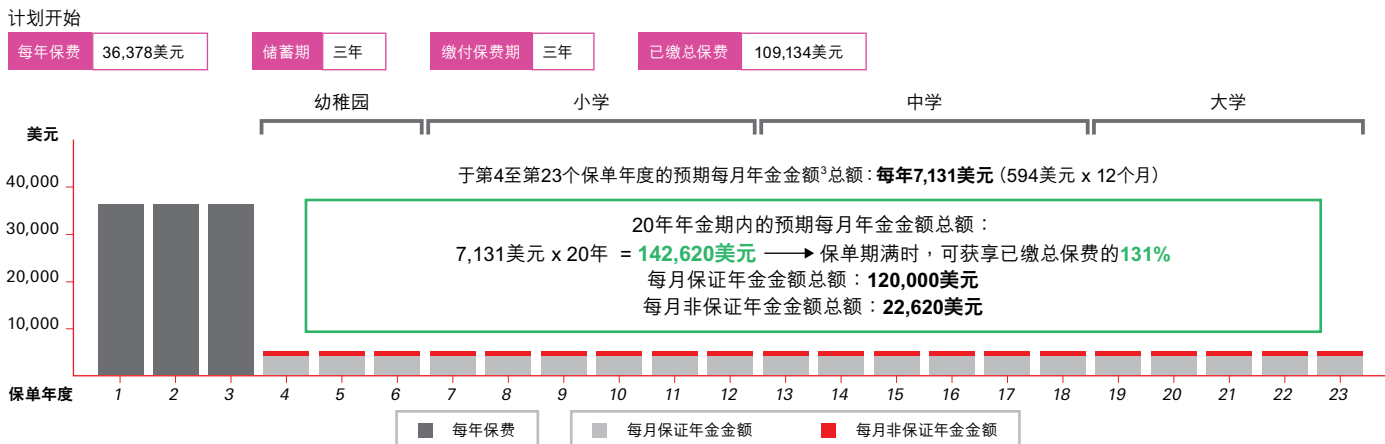 计划开始
每年保费 36,378美元 储蓄期 三年 缴付保费期 三年 已缴总保费 109,134美元
幼稚园 小学 中学 大学
美元
于第4至第23个保单年度的预期每月年金金额³总额：每年7,131美元（594美元 x 12个月）
40,000
20年年金期内的预期每月年金金额总额：
30,000
7,131美元 x 20年 = 142,620美元 → 保单期满时，可获享已缴总保费的131%
每月保证年金金额总额：120,000美元
20,000
每月非保证年金金额总额：22,620美元
10,000
保单年度 1 2 3 4 5 6 7 8 9 10 11 12 13 14 15 16 17 18 19 20 21 22 23
每年保费 每月保证年金金额 每月非保证年金金额